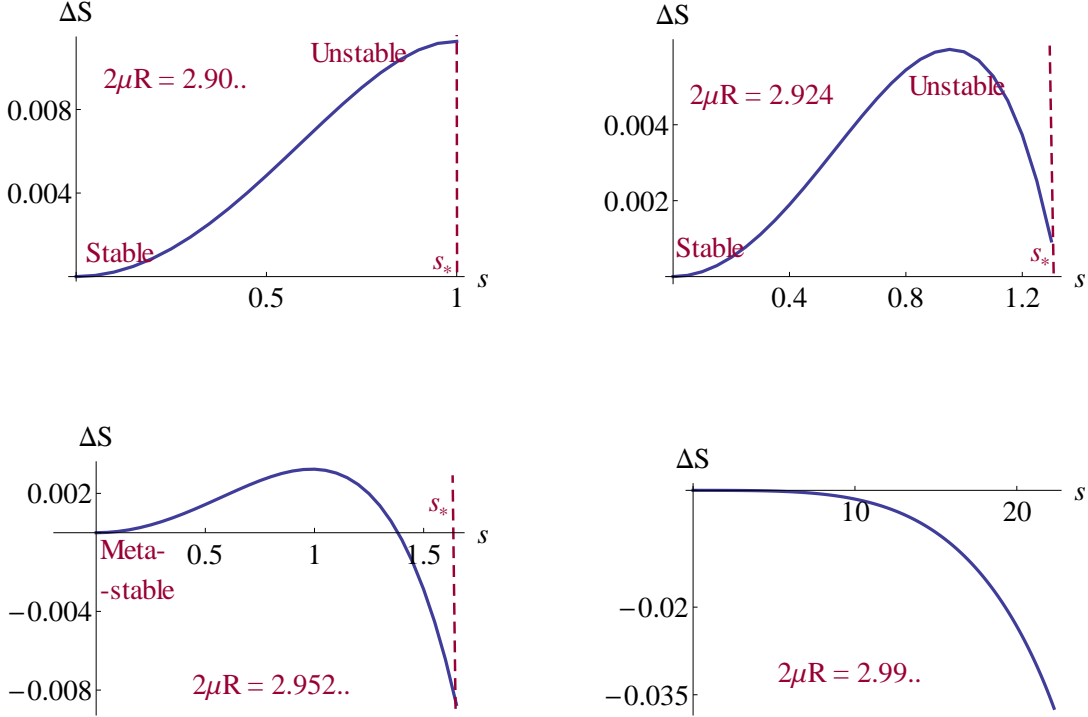 ΔS
Unstable
2μR = 2.90..
0.008
0.004
Stable
s*
0.5
1
s
ΔS
Unstable
2μR = 2.924
0.004
0.002
Stable
s*
0.4
0.8
1.2
s
ΔS
0.002
s*
0.5
1
1.5
s
Meta-
-stable
−0.004
2μR = 2.952..
−0.008
ΔS
10
20
s
−0.02
2μR = 2.99..
−0.035